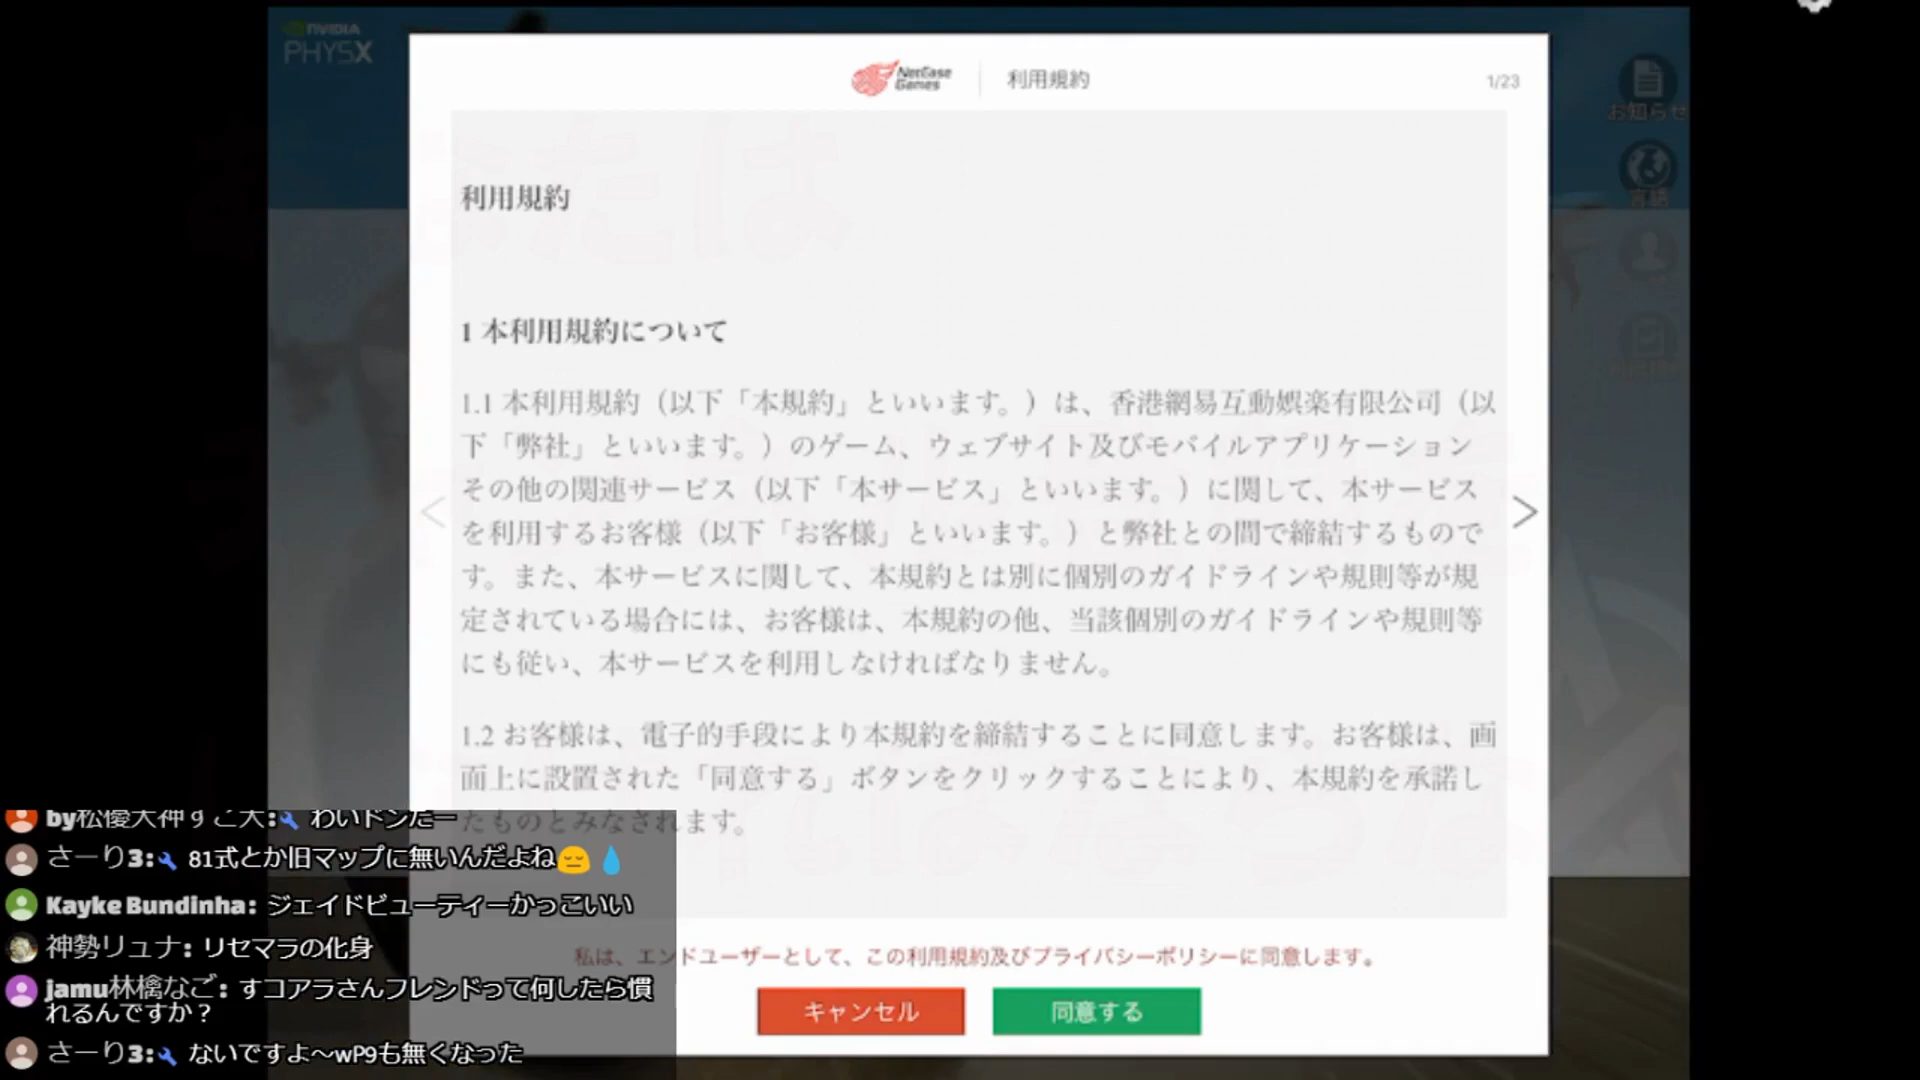 NVIDIA
PHYSX
NetEase
Games
利用規約
1/23
お知らせ
言語
利用規約
1 本利用規約について
1.1 本利用規約（以下「本規約」といいます。）は、香港網易互動娯楽有限公司（以
下「弊社」といいます。）のゲーム、ウェブサイト及びモバイルアプリケーション
その他の関連サービス（以下「本サービス」といいます。）に関して、本サービス
を利用するお客様（以下「お客様」といいます。）と弊社との間で締結するもので
す。また、本サービスに関して、本規約とは別に個別のガイドラインや規則等が規
定されている場合には、お客様は、本規約の他、当該個別のガイドラインや規則等
にも従い、本サービスを利用しなければなりません。
1.2 お客様は、電子的手段により本規約を締結することに同意します。お客様は、画
面上に設置された「同意する」ボタンをクリックすることにより、本規約を承諾し
たものとみなされます。
私は、エンドユーザーとして、この利用規約及びプライバシーポリシーに同意します。
キャンセル
同意する
by松優大神すこ犬: わいドンだー
さーり3: 81式とか旧マップに無いんだよね😔💧
Kayke Bundinha: ジェイドビューティーかっこいい
神勢リュナ: リセマラの化身
jamu林檎なご: すコアラさんフレンドって何したら慣
れるんですか？
さーり3: ないですよ〜wP9も無くなった